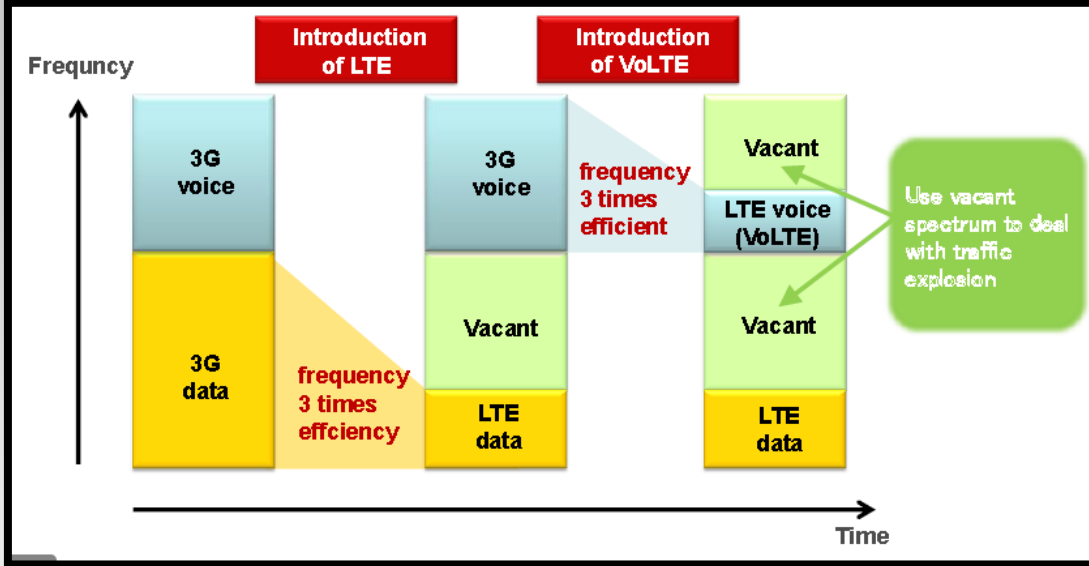 Introduction
of LTE
Introduction
of VoLTE
Frequncy
3G
voice
3G
data
frequency
3 times
effciency
3G
voice
Vacant
LTE
data
frequency
3 times
efficient
Vacant
LTE voice
(VoLTE)
Vacant
LTE
data
Use vacant
spectrum to deal
with traffic
explosion
Time